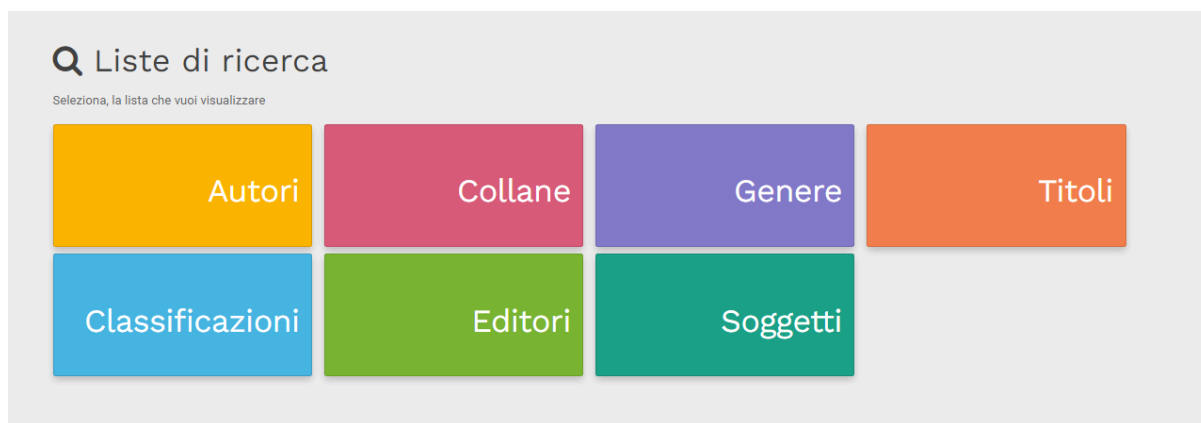 Liste di ricerca
Seleziona, la lista che vuoi visualizzare
Autori
Collane
Genere
Titoli
Classificazioni
Editori
Soggetti